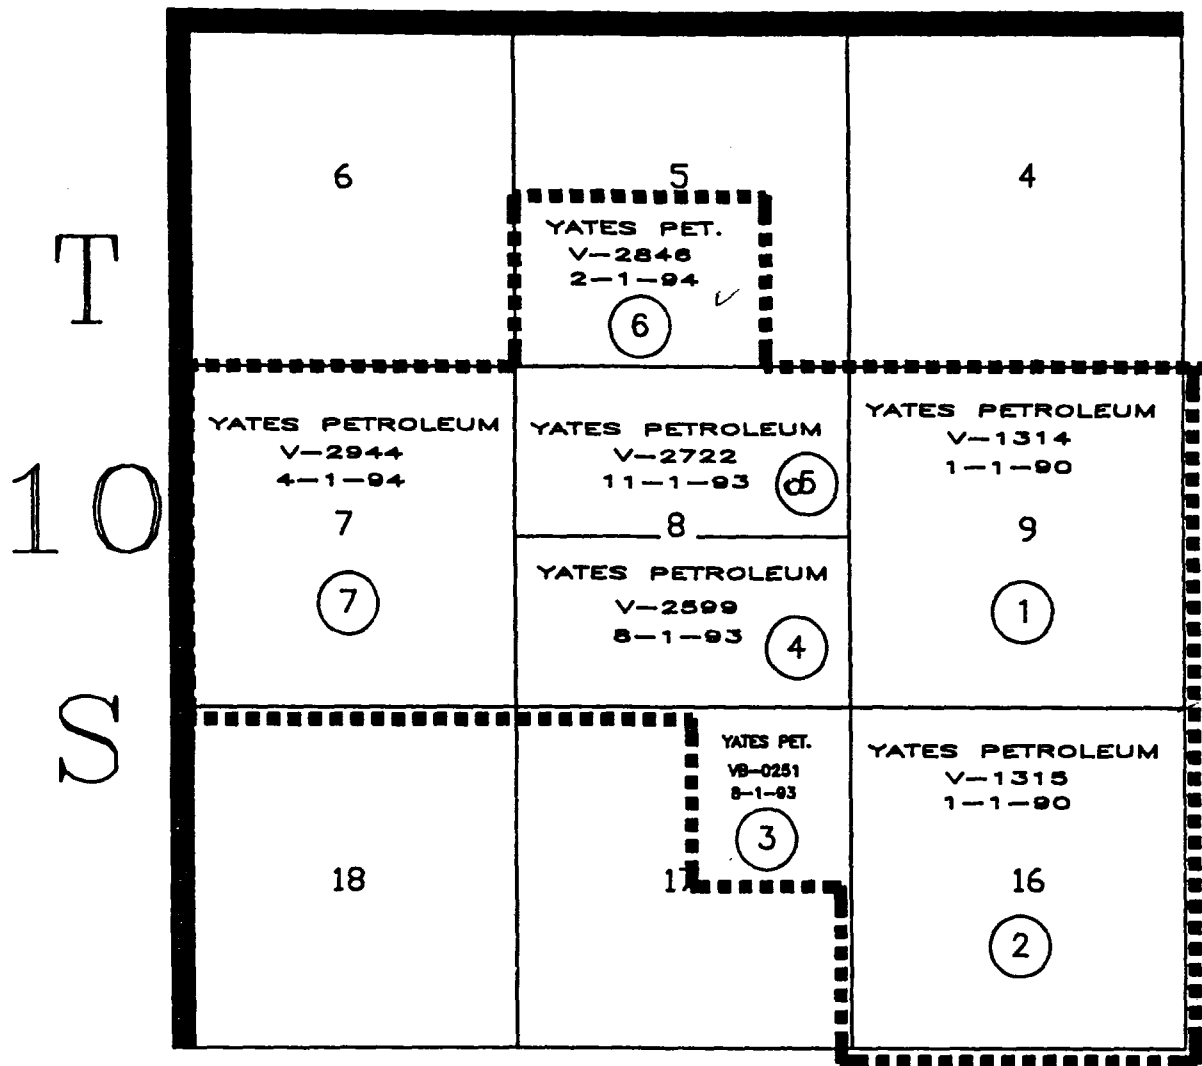 6
5
4
T
YATES PET.
V-2846
2-1-94
6
YATES PETROLEUM
V-2944
4-1-94
7
7
YATES PETROLEUM
V-2722
11-1-93
5
8
YATES PETROLEUM
V-1314
1-1-90
9
1
10
YATES PETROLEUM
V-2599
8-1-93
4
S
YATES PET.
VB-0251
8-1-93
3
YATES PETROLEUM
V-1315
1-1-90
18
17
16
2